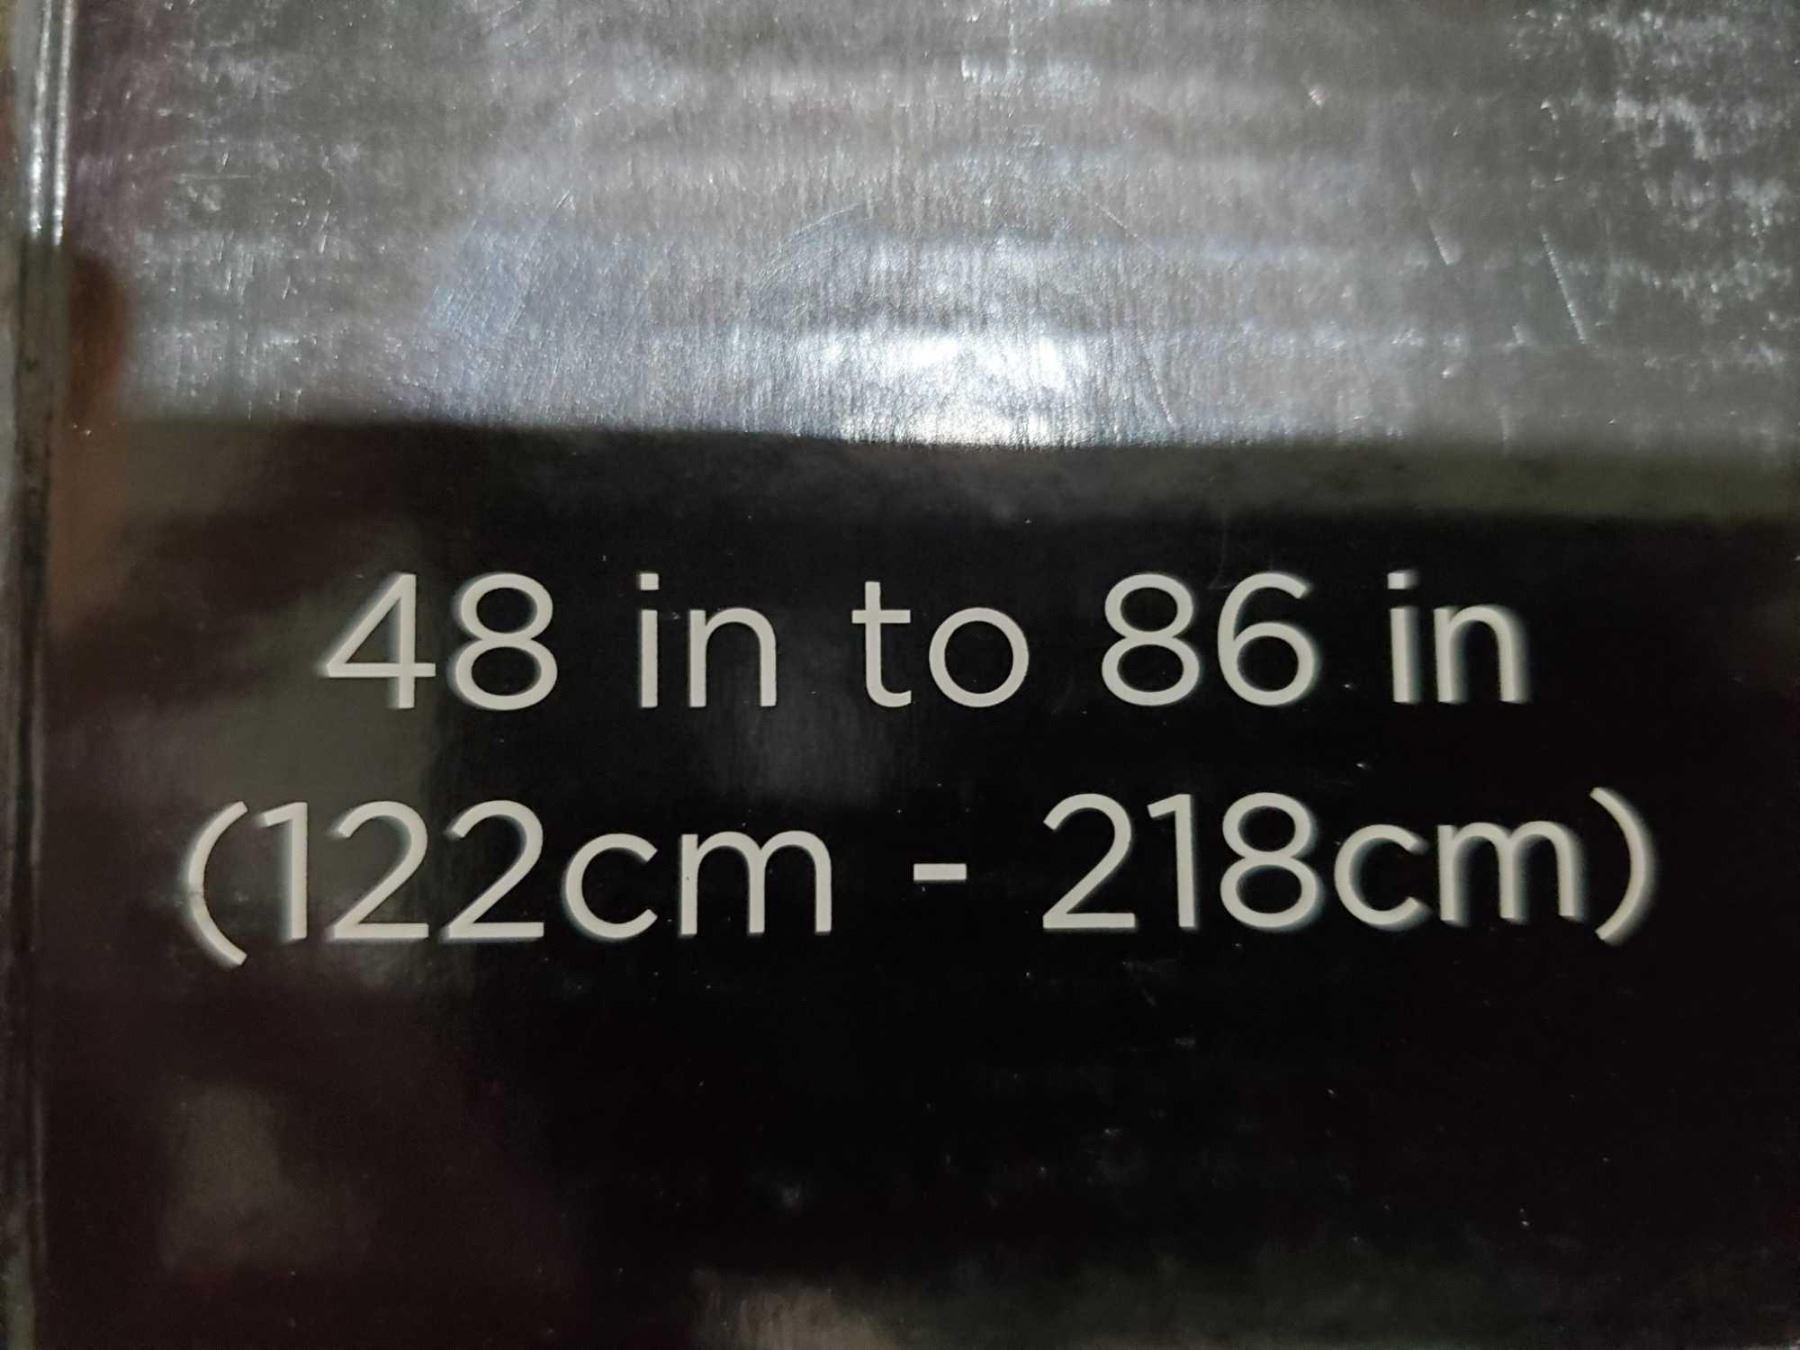 48 in to 86 in
(122cm - 218cm)